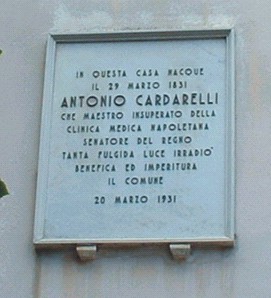 IN QUESTA CASA NACQUE
IL 29 MARZO 1831
ANTONIO CARDARELLI
CHE MAESTRO INSUPERATO DELLA
CLINICA MEDICA NAPOLETANA
SENATORE DEL REGNO
TANTA FULGIDA LUCE IRRADIO'
BENEFICA ED IMPERITURA
IL COMUNE
20 MARZO 1931